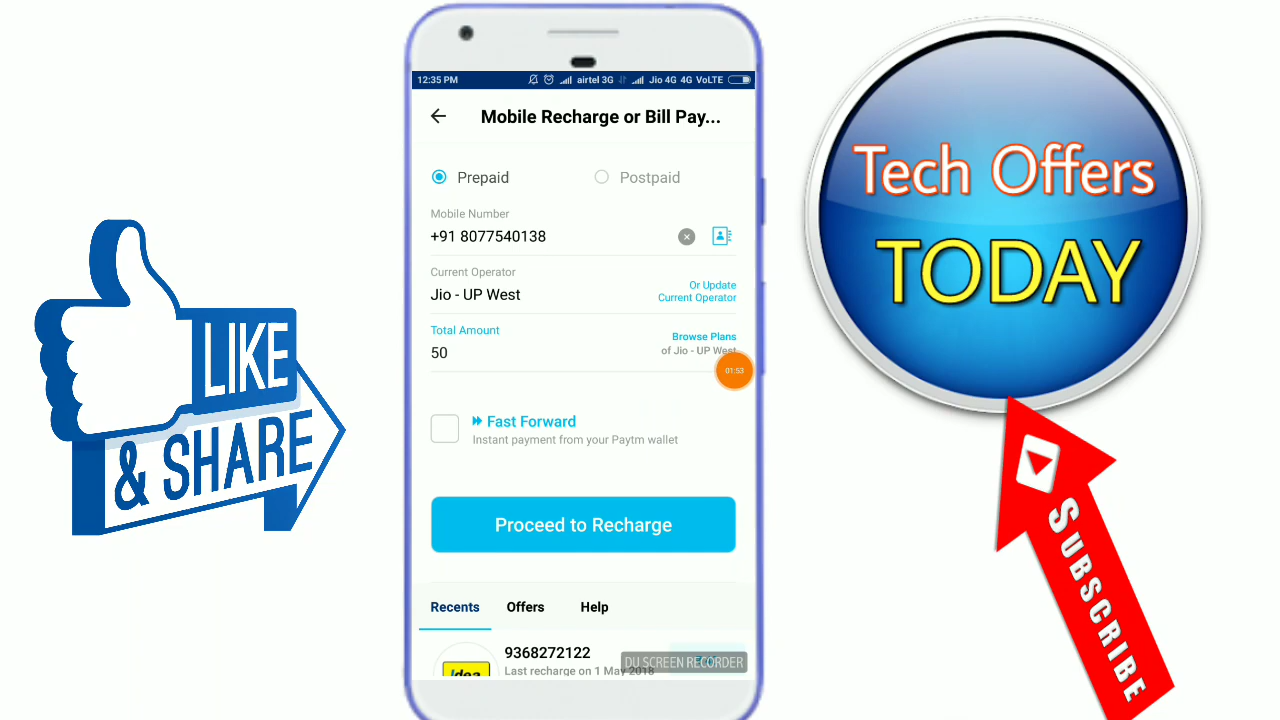 LIKE
& SHARE
12:35 PM airtel 3G Jio 4G 4G VoLTE
Mobile Recharge or Bill Pay...
Prepaid Postpaid
Mobile Number
+91 8077540138
Current Operator
Jio - UP West
Or Update
Current Operator
Total Amount
50
Browse Plans
of Jio - UP West
01:53
Fast Forward
Instant payment from your Paytm wallet
Proceed to Recharge
Recents Offers Help
9368272122
Last recharge on 1 May 2018
DU SCREEN RECORDER
Tech Offers
TODAY
SUBSCRIBE